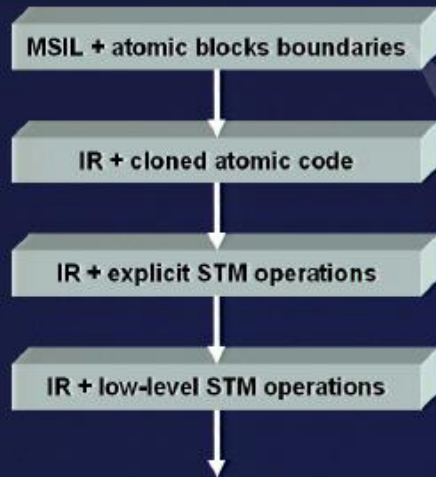 MSIL + atomic blocks boundaries
IR + cloned atomic code
IR + explicit STM operations
IR + low-level STM operations